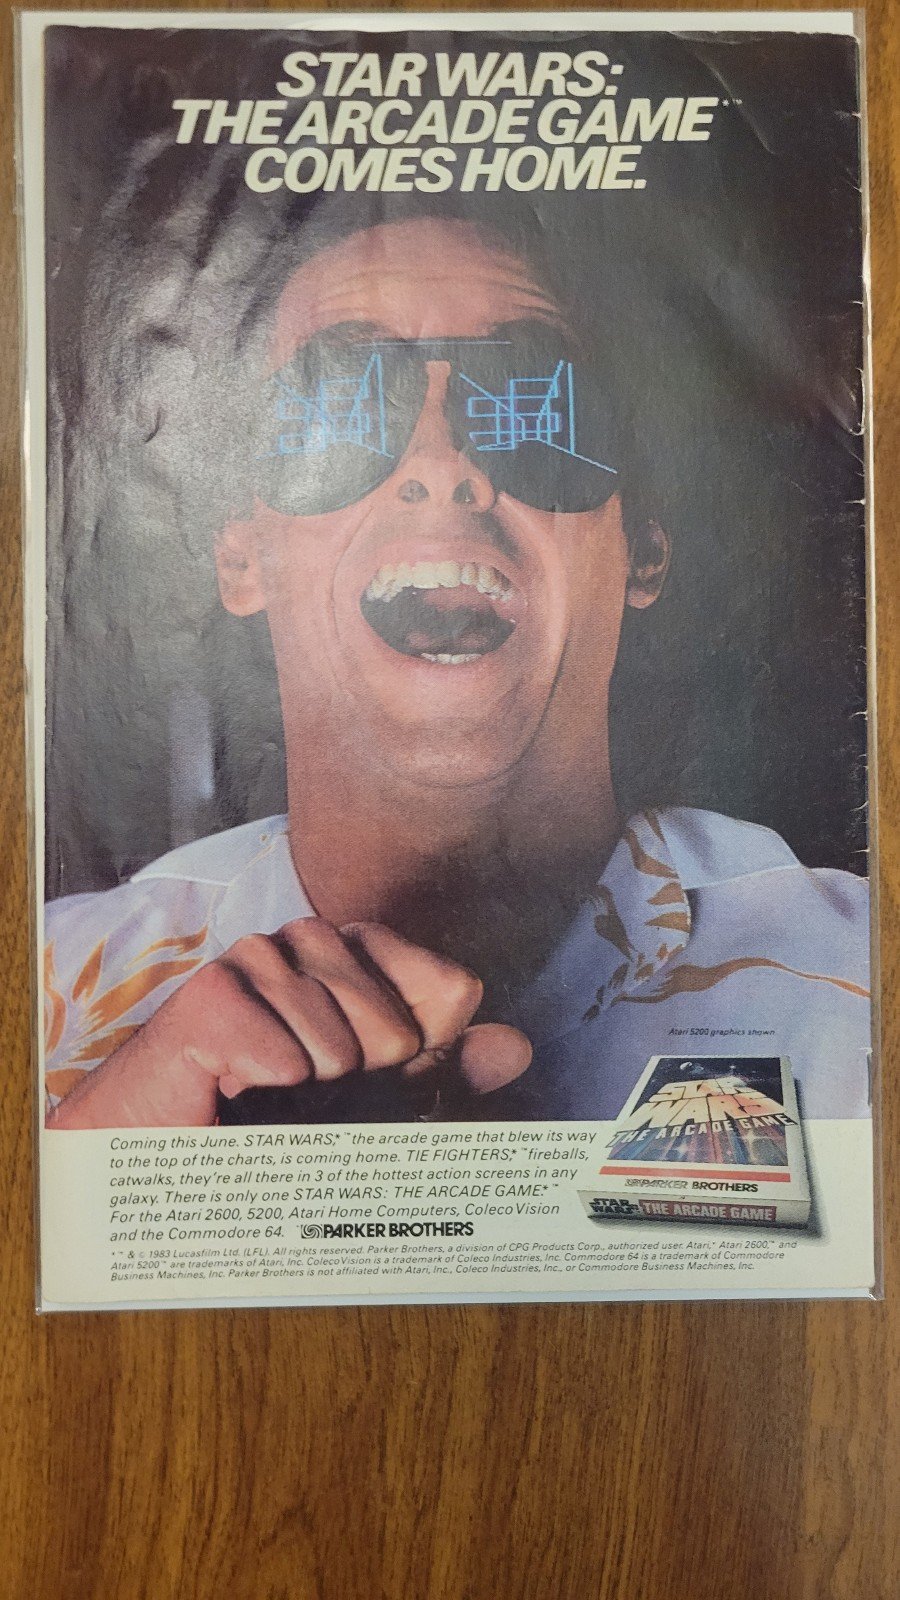 STAR WARS:
THE ARCADE GAME*™
COMES HOME.
Atari 5200 graphics shown
STAR
WARS
THE ARCADE GAME
PARKER BROTHERS
STAR
WARS
THE ARCADE GAME
Coming this June. STAR WARS,*™ the arcade game that blew its way
to the top of the charts, is coming home. TIE FIGHTERS,*™ fireballs,
catwalks, they're all there in 3 of the hottest action screens in any
galaxy. There is only one STAR WARS: THE ARCADE GAME.*™
For the Atari 2600, 5200, Atari Home Computers, ColecoVision
and the Commodore 64. PARKER BROTHERS
*™ & © 1983 Lucasfilm Ltd. (LFL). All rights reserved. Parker Brothers, a division of CPG Products Corp., authorized user. Atari,* Atari 2600,™ and
Atari 5200™ are trademarks of Atari, Inc. ColecoVision is a trademark of Coleco Industries, Inc. Commodore 64 is a trademark of Commodore
Business Machines, Inc. Parker Brothers is not affiliated with Atari, Inc., Coleco Industries, Inc., or Commodore Business Machines, Inc.